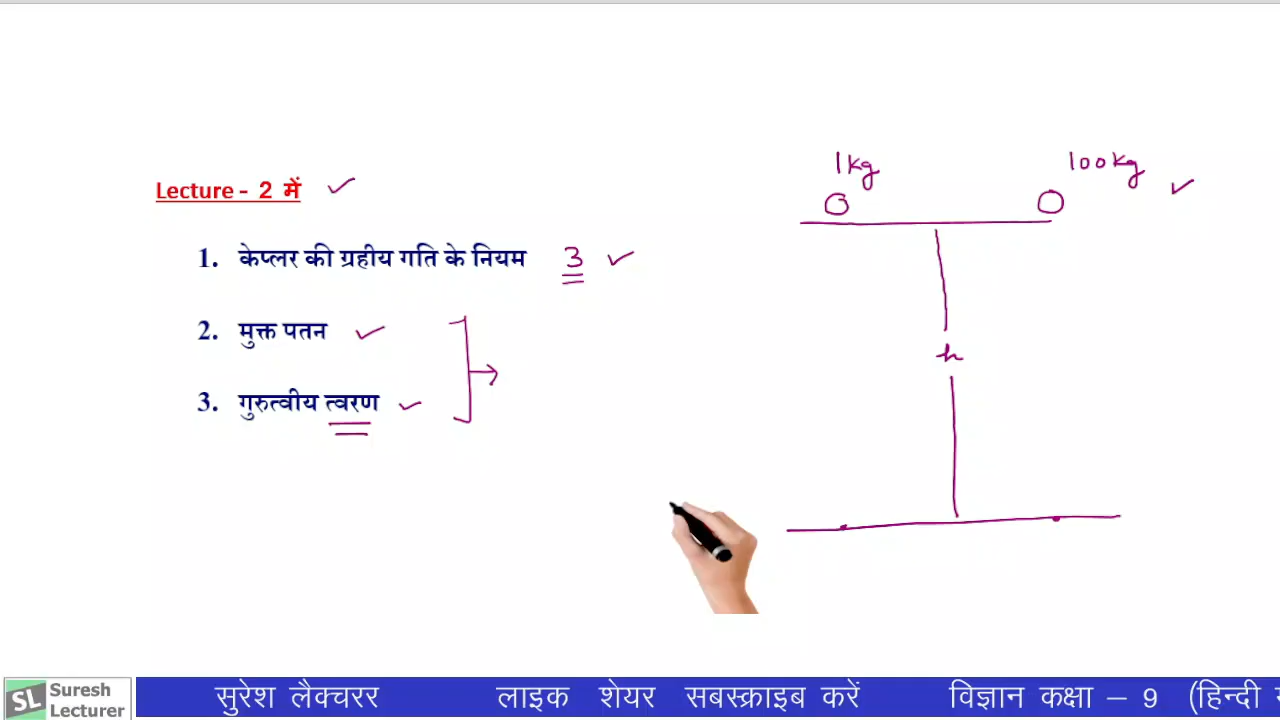 Lecture - 2 में
1. केप्लर की ग्रहीय गति के नियम 3
2. मुक्त पतन
3. गुरुत्वीय त्वरण
1kg 100kg
h
SL Suresh Lecturer
सुरेश लैक्चरर लाइक शेयर सबस्क्राइब करें विज्ञान कक्षा – 9 (हिन्दी